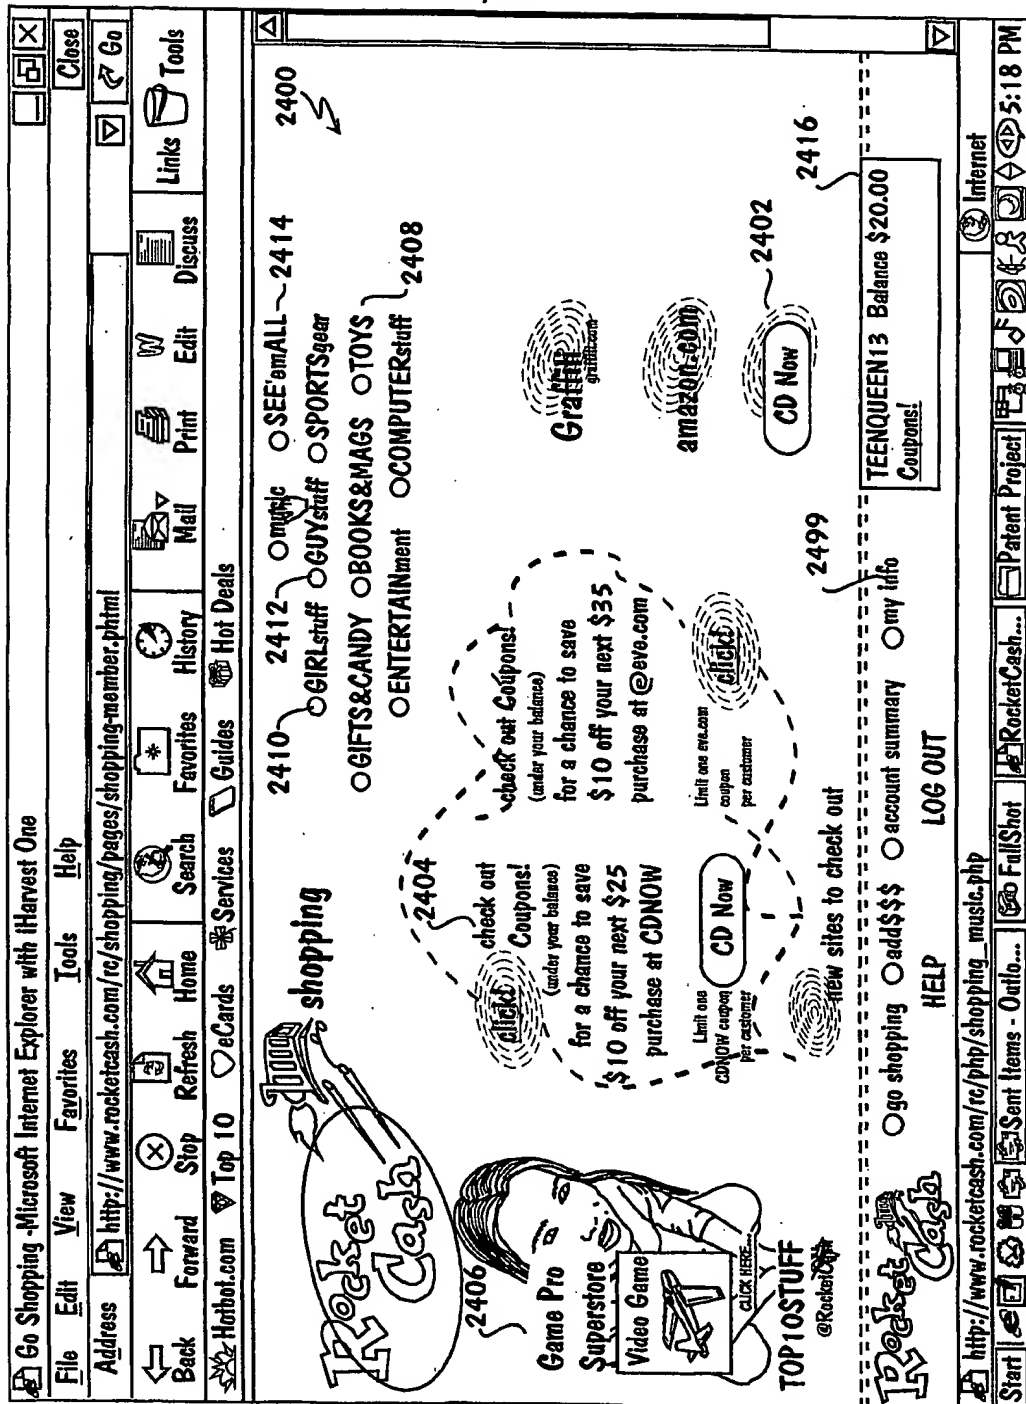 Go Shopping -Microsoft Internet Explorer with iHarvest One
File Edit View Favorites Tools Help Close
Address http://www.rocketcash.com/rc/shopping/pages/shopping-member.phtml Go
Back Forward Stop Refresh Home Search Favorites History Mail Print Edit Discuss Links Tools
Hotbot.com Top 10 eCards Services Guides Hot Deals
2400
Rocket Cash
shopping
2410
2412
music
SEE'emALL
2414
GIRLstuff
GUYstuff
SPORTSgear
GIFTS&CANDY
BOOKS&MAGS
TOYS
2408
ENTERTAINment
COMPUTERstuff
2404
click!
check out
Coupons!
(under your balance)
for a chance to save
$10 off your next $25
purchase at CDNOW
Limit one
CDNOW coupon
per customer
CD Now
check out Coupons!
(under your balance)
for a chance to save
$10 off your next $35
purchase at @eve.com
Limit one eve.com
coupon
per customer
click!
Graffiti
griffiti.com
amazon.com
CD Now
2402
new sites to check out
2406
Game Pro
Superstore
Video Game
CLICK HERE...
TOP10STUFF
@RocketCash
2499
2416
Rocket Cash
go shopping
add$$$
account summary
my info
HELP
LOG OUT
TEENQUEEN13 Balance $20.00
Coupons!
http://www.rocketcash.com/rc/php/shopping_music.php
Internet
Start
Sent Items - Outlo...
FullShot
RocketCash...
Patent Project
5:18 PM